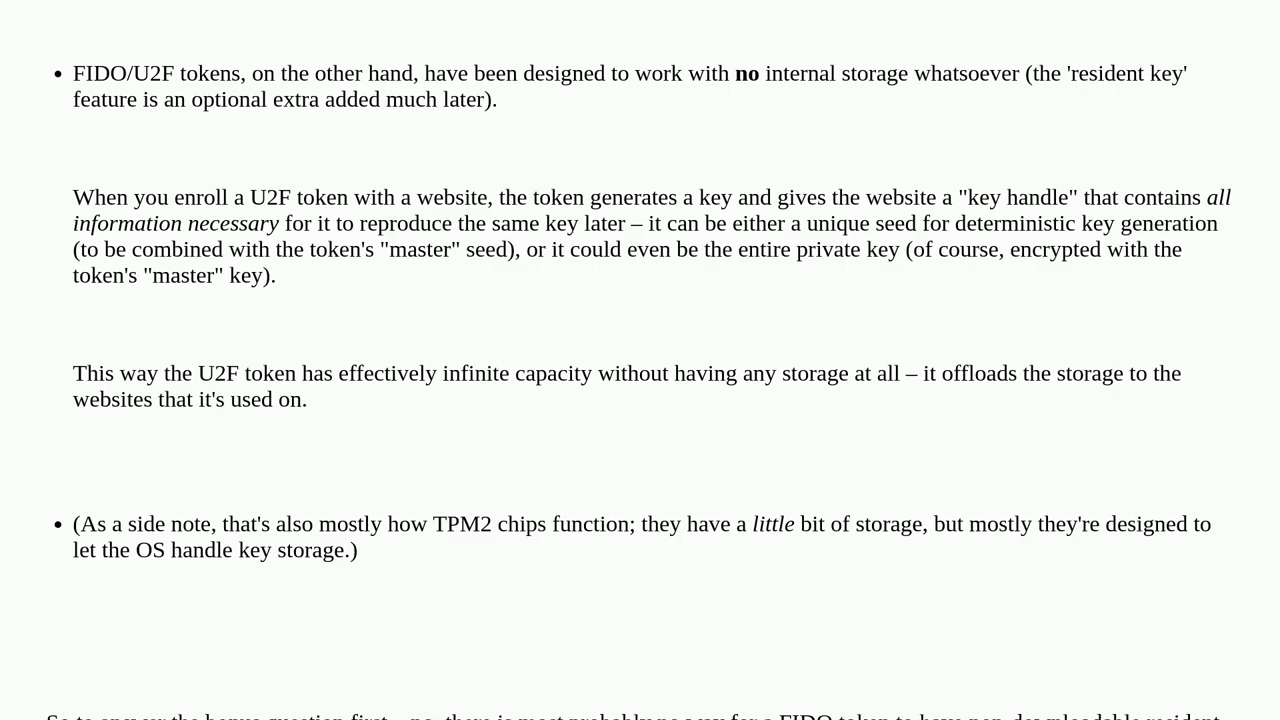 • FIDO/U2F tokens, on the other hand, have been designed to work with no internal storage whatsoever (the 'resident key'
feature is an optional extra added much later).
When you enroll a U2F token with a website, the token generates a key and gives the website a "key handle" that contains all
information necessary for it to reproduce the same key later – it can be either a unique seed for deterministic key generation
(to be combined with the token's "master" seed), or it could even be the entire private key (of course, encrypted with the
token's "master" key).
This way the U2F token has effectively infinite capacity without having any storage at all – it offloads the storage to the
websites that it's used on.
• (As a side note, that's also mostly how TPM2 chips function; they have a little bit of storage, but mostly they're designed to
let the OS handle key storage.)